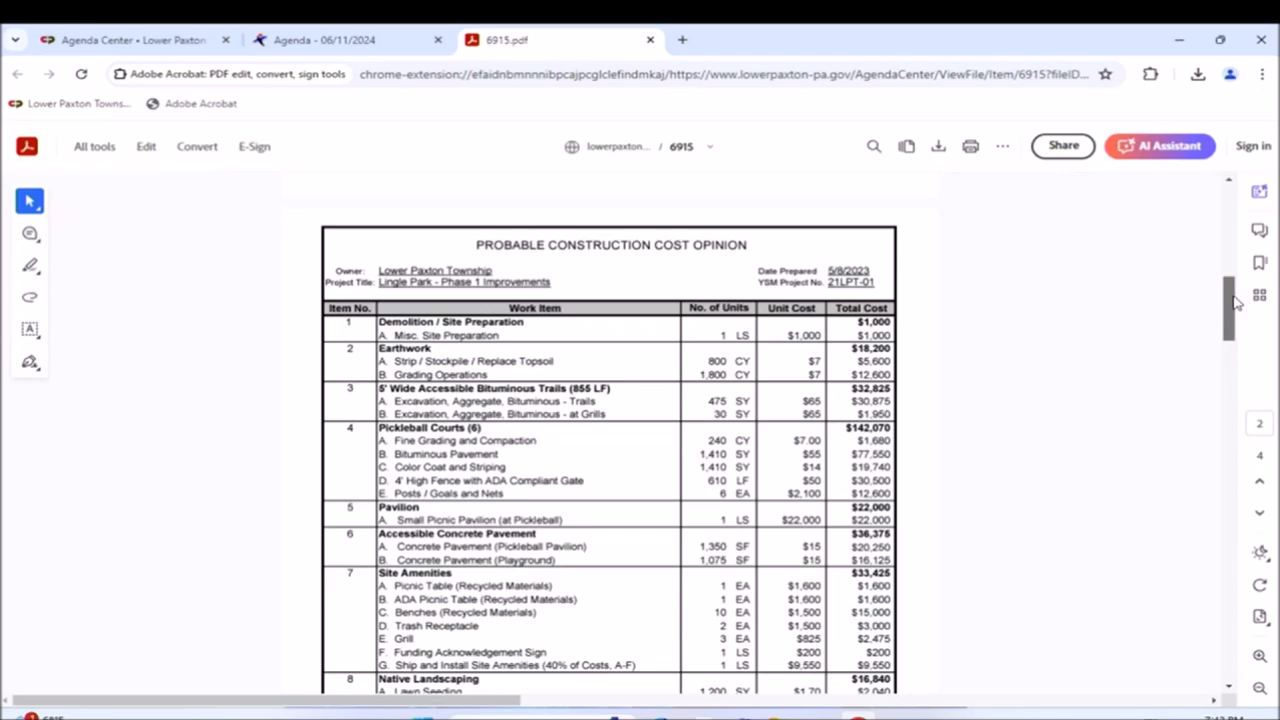 Agenda Center • Lower Paxton
Agenda - 06/11/2024
6915.pdf
Adobe Acrobat: PDF edit, convert, sign tools
chrome-extension://efaidnbmnnnibpcajpcglclefindmkaj/https://www.lowerpaxton-pa.gov/AgendaCenter/ViewFile/Item/6915?fileID...
Lower Paxton Towns...
Adobe Acrobat
All tools Edit Convert E-Sign
lowerpaxton... / 6915
Share
AI Assistant
Sign in
PROBABLE CONSTRUCTION COST OPINION
Owner: Lower Paxton Township Date Prepared 5/8/2023
Project Title: Lingle Park - Phase 1 Improvements YSM Project No. 21LPT-01
Item No. Work Item No. of Units Unit Cost Total Cost
1 Demolition / Site Preparation $1,000
A. Misc. Site Preparation 1 LS $1,000 $1,000
2 Earthwork $18,200
A. Strip / Stockpile / Replace Topsoil 800 CY $7 $5,600
B. Grading Operations 1,800 CY $7 $12,600
3 5' Wide Accessible Bituminous Trails (855 LF) $32,825
A. Excavation, Aggregate, Bituminous - Trails 475 SY $65 $30,875
B. Excavation, Aggregate, Bituminous - at Grills 30 SY $65 $1,950
4 Pickleball Courts (6) $142,070
A. Fine Grading and Compaction 240 CY $7.00 $1,680
B. Bituminous Pavement 1,410 SY $55 $77,550
C. Color Coat and Striping 1,410 SY $14 $19,740
D. 4' High Fence with ADA Compliant Gate 610 LF $50 $30,500
E. Posts / Goals and Nets 6 EA $2,100 $12,600
5 Pavilion $22,000
A. Small Picnic Pavilion (at Pickleball) 1 LS $22,000 $22,000
6 Accessible Concrete Pavement $36,375
A. Concrete Pavement (Pickleball Pavilion) 1,350 SF $15 $20,250
B. Concrete Pavement (Playground) 1,075 SF $15 $16,125
7 Site Amenities $33,425
A. Picnic Table (Recycled Materials) 1 EA $1,600 $1,600
B. ADA Picnic Table (Recycled Materials) 1 EA $1,600 $1,600
C. Benches (Recycled Materials) 10 EA $1,500 $15,000
D. Trash Receptacle 2 EA $1,500 $3,000
E. Grill 3 EA $825 $2,475
F. Funding Acknowledgement Sign 1 LS $200 $200
G. Ship and Install Site Amenities (40% of Costs, A-F) 1 LS $9,550 $9,550
8 Native Landscaping $16,840
A. Lawn Seeding 1,200 SY $1.70 $2,040
2
4